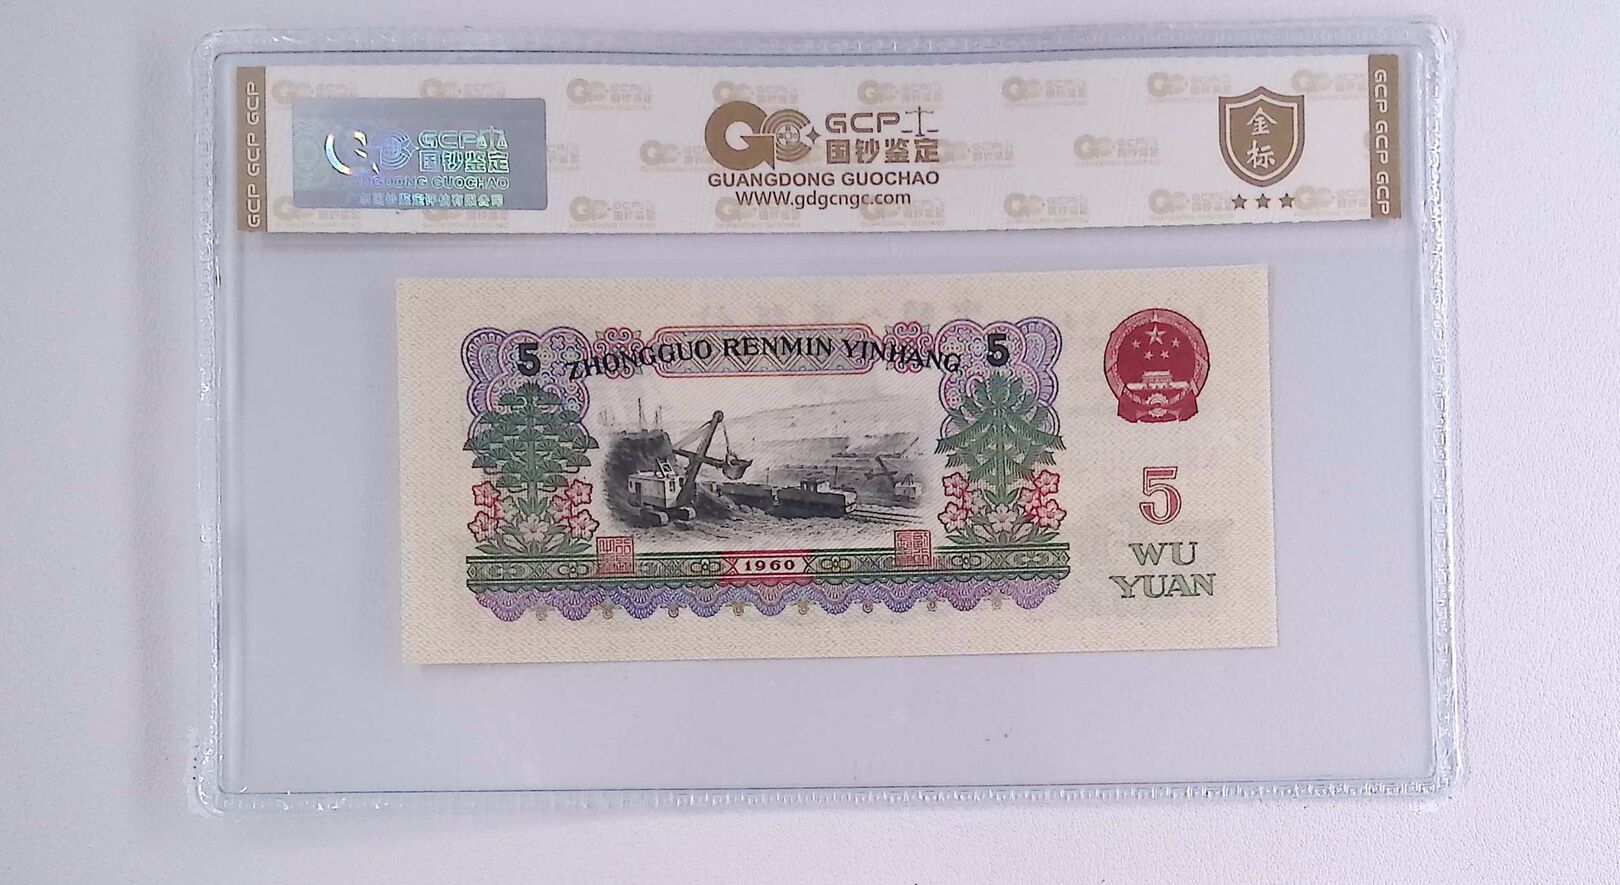 GCP GCP GCP
GCP
国钞鉴定
GUANGDONG GUOCHAO
GCP
国钞鉴定
GUANGDONG GUOCHAO
WWW.gdgcngc.com
金
标
GCP GCP GCP
5
ZHONGGUO RENMIN YINHANG
5
5
WU
YUAN
1960